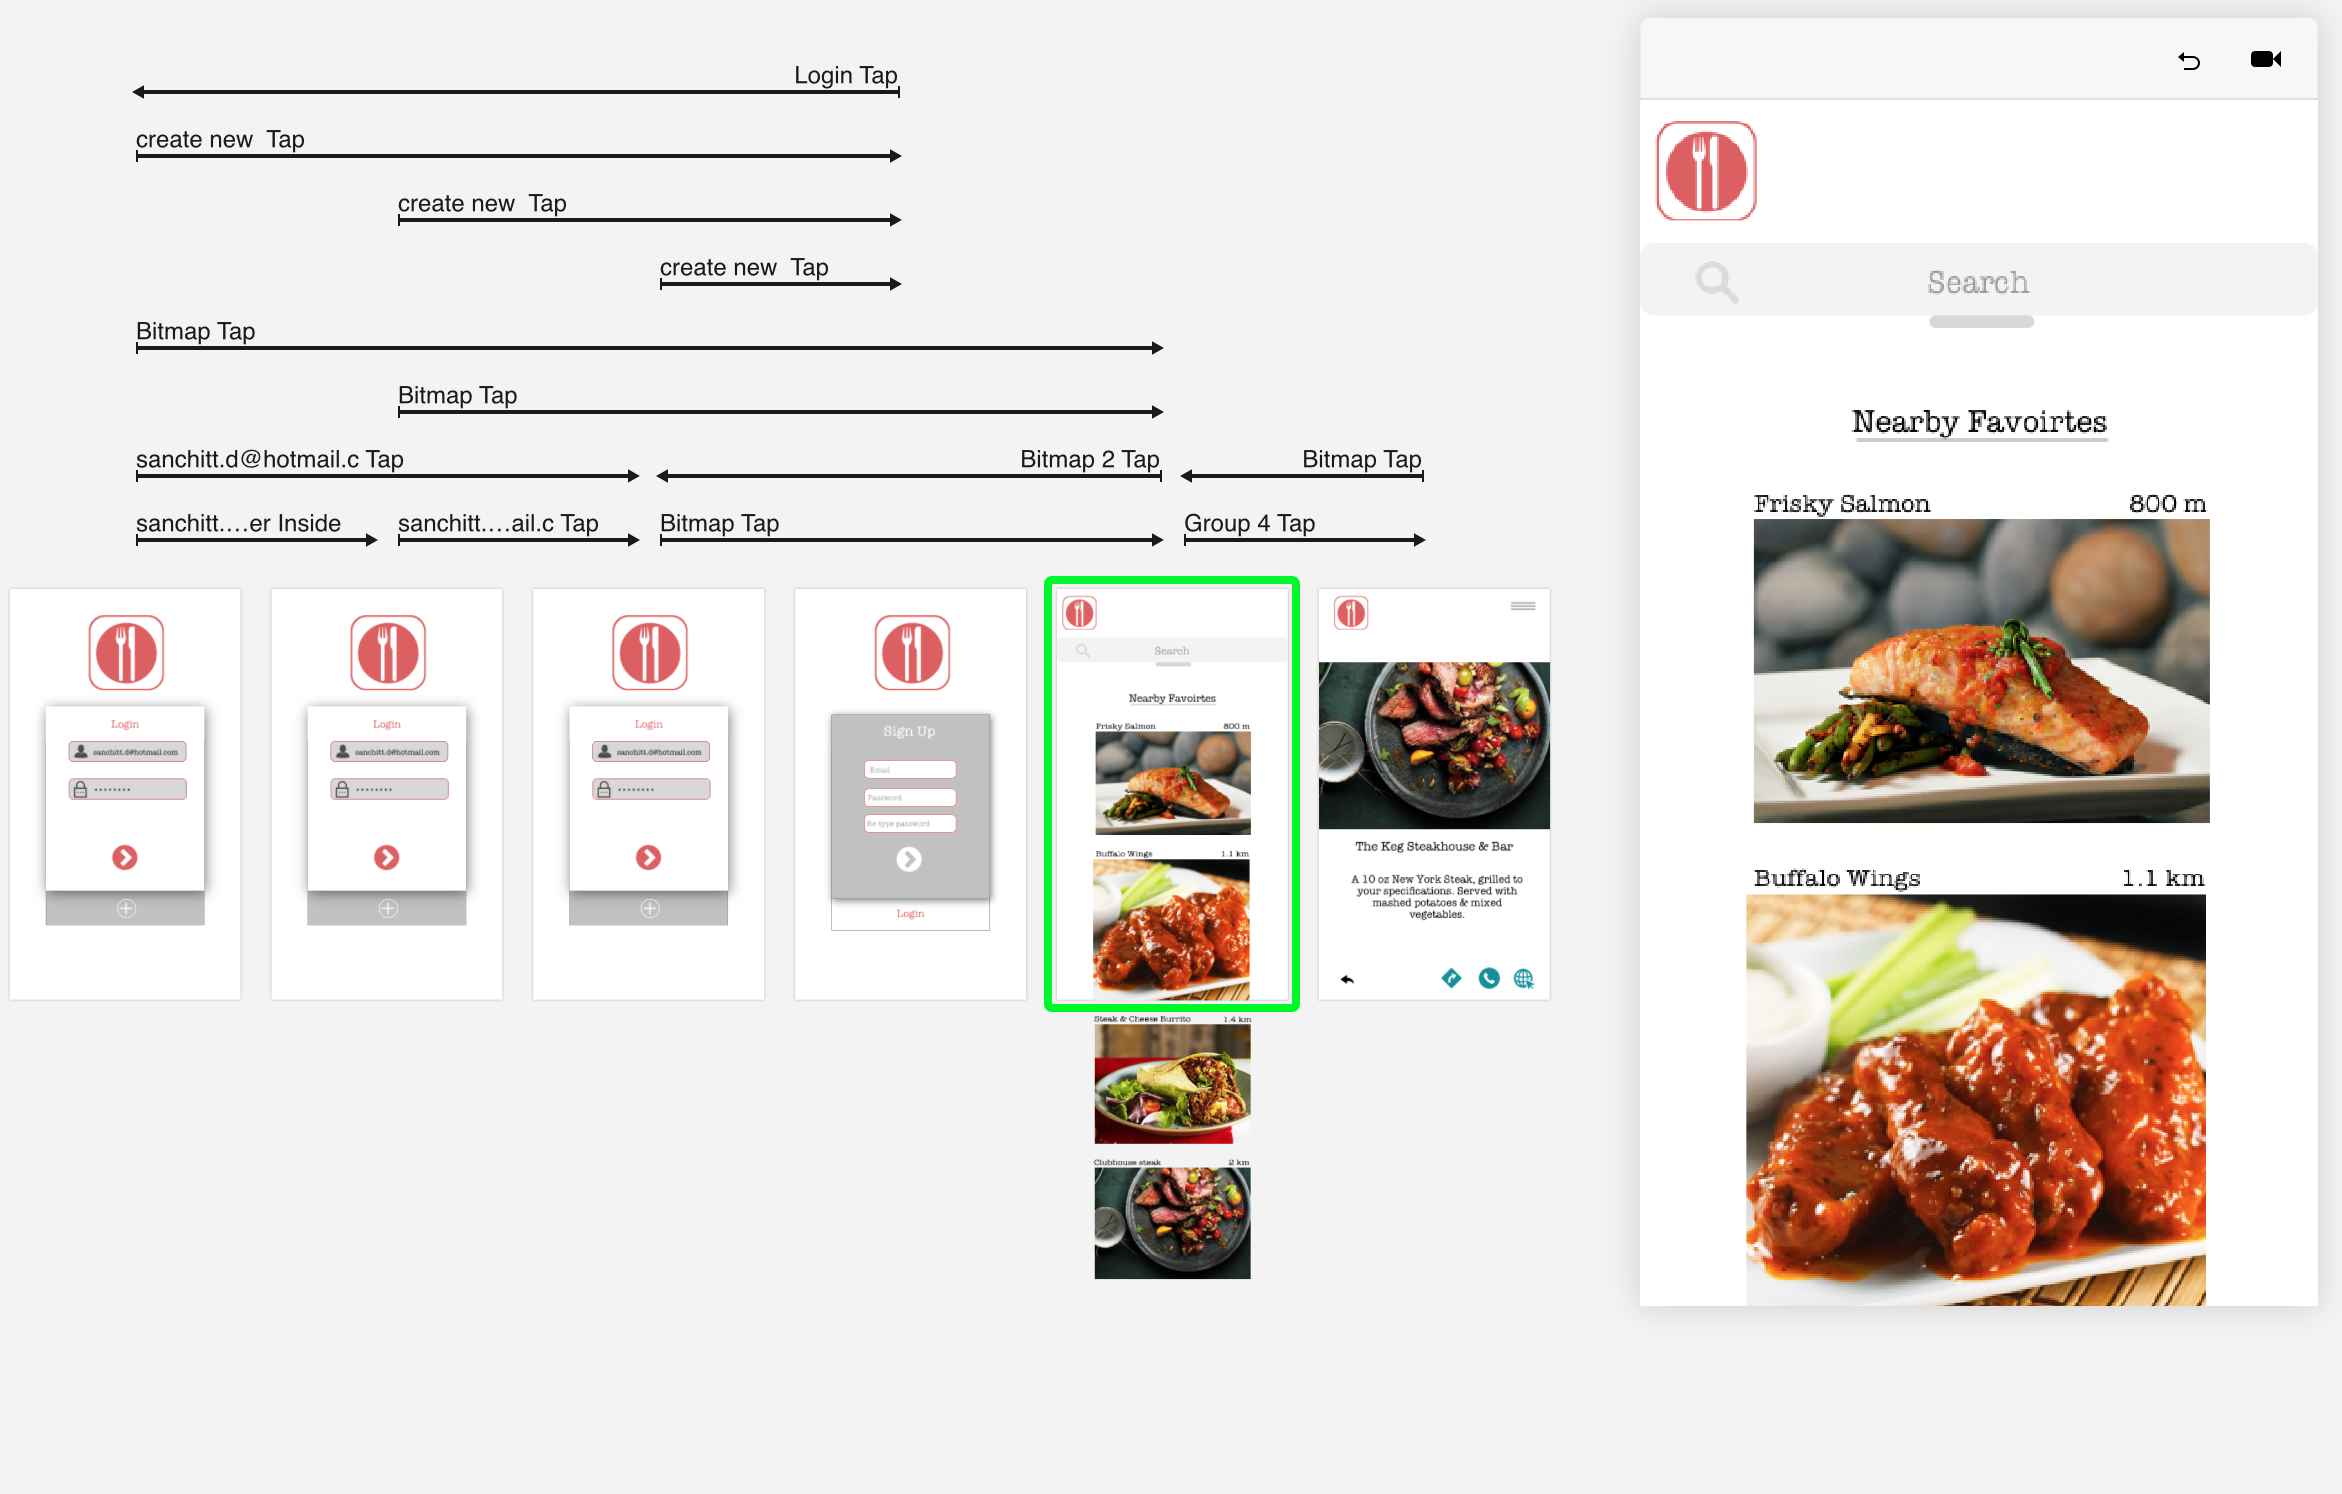 Login Tap
create new  Tap
create new  Tap
create new  Tap
Bitmap Tap
Bitmap Tap
sanchitt.d@hotmail.c Tap
Bitmap 2 Tap
Bitmap Tap
sanchitt.…er Inside
sanchitt.…ail.c Tap
Bitmap Tap
Group 4 Tap
Login
sanchitt.d@hotmail.com
Login
sanchitt.d@hotmail.com
Login
sanchitt.d@hotmail.com
Sign Up
Email
Password
Re type password
Login
Search
Nearby Favoirtes
Frisky Salmon 800 m
Buffalo Wings 1.1 km
Steak & Cheese Burrito 1.4 km
Clubhouse steak 2 km
The Keg Steakhouse & Bar
A 10 oz New York Steak, grilled to
your specifications. Served with
mashed potatoes & mixed
vegetables.
Search
Nearby Favoirtes
Frisky Salmon 800 m
Buffalo Wings 1.1 km